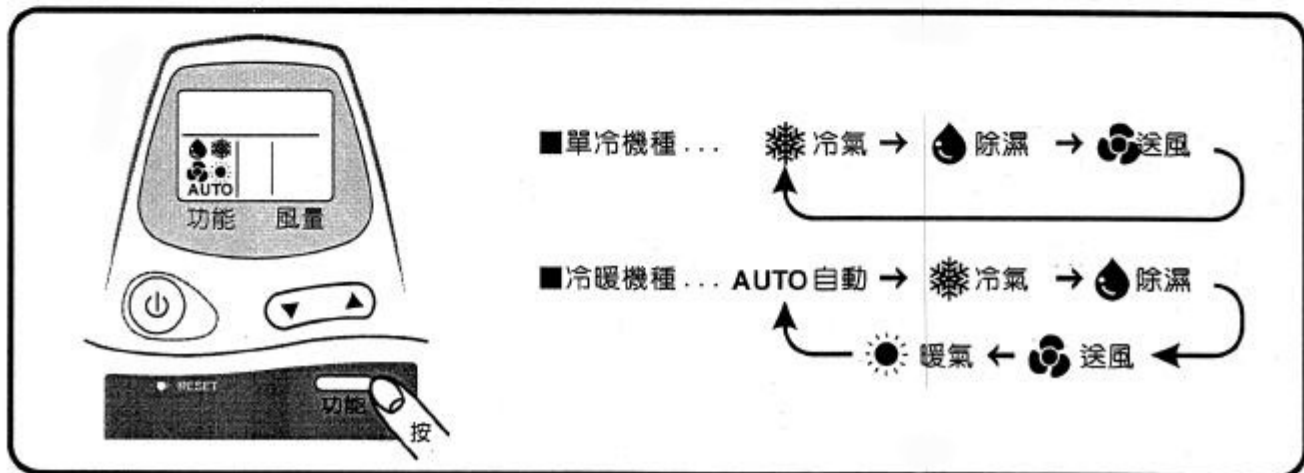 AUTO
功能 風量
RESET
功能
按
■單冷機種... 冷氣 → 除濕 → 送風
■冷暖機種... AUTO自動 → 冷氣 → 除濕
暖氣 ← 送風